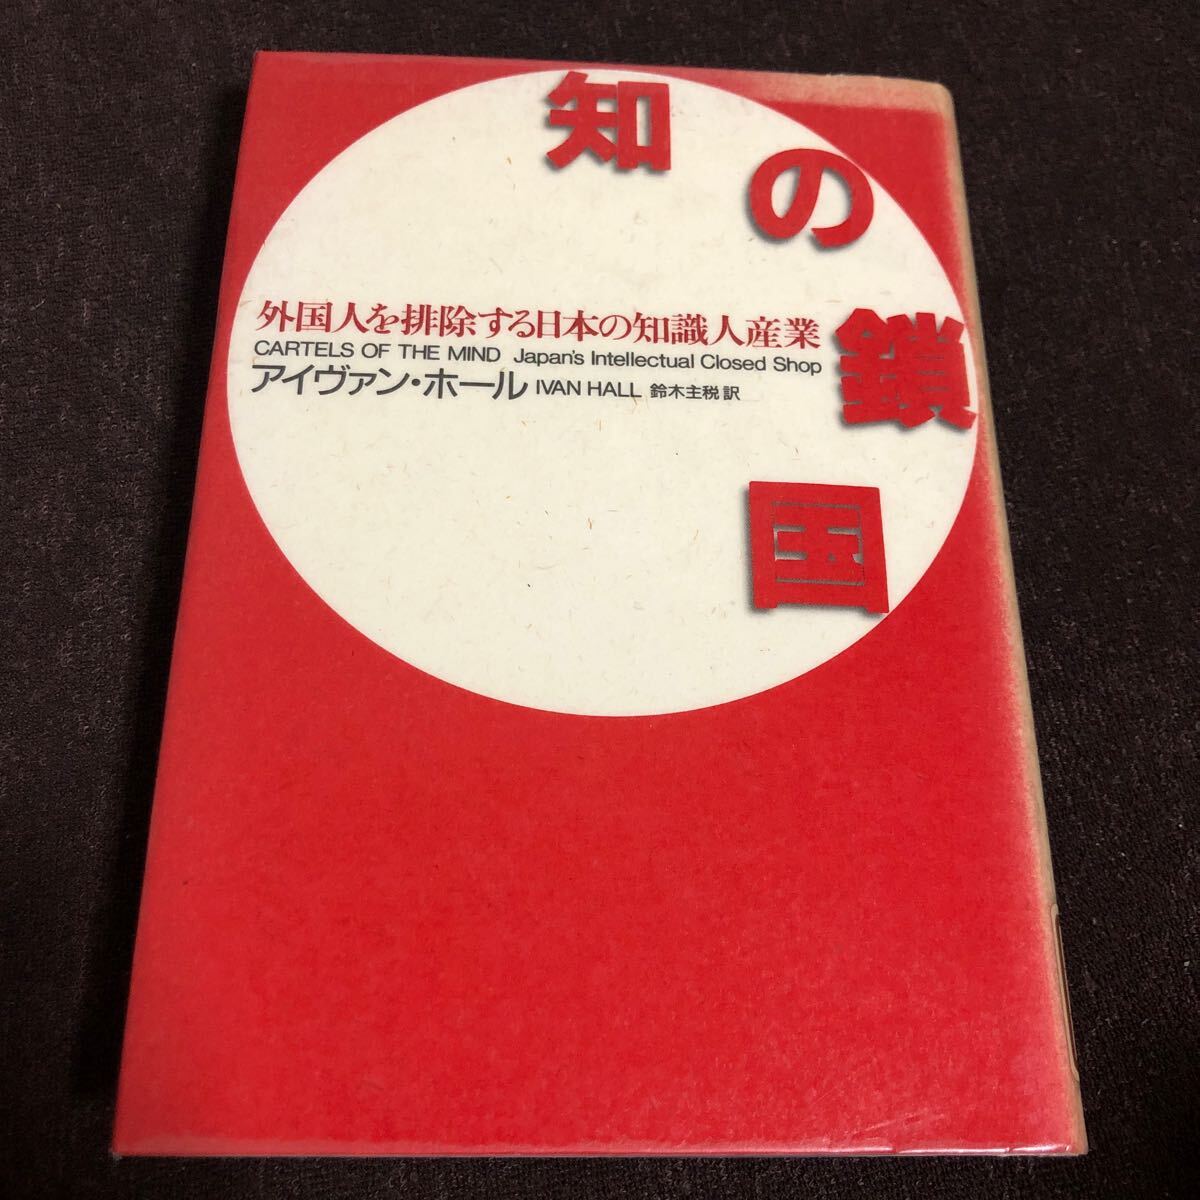 知の鎖国
外国人を排除する日本の知識人産業
CARTELS OF THE MIND Japan's Intellectual Closed Shop
アイヴァン・ホール IVAN HALL 鈴木主税 訳